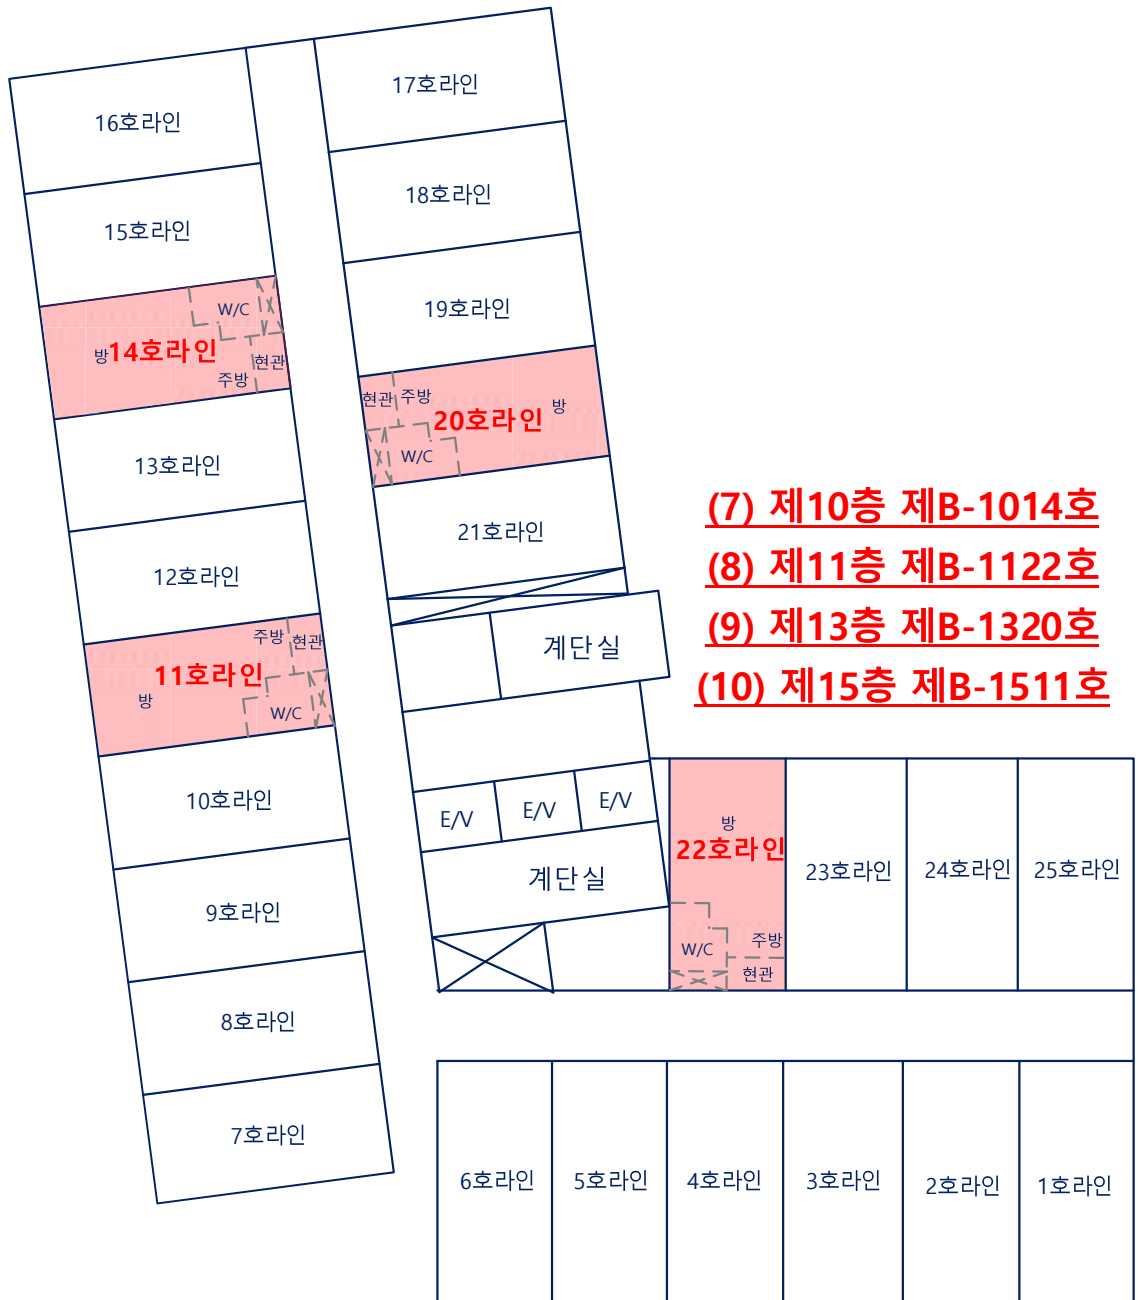 17호라인
16호라인
18호라인
15호라인
19호라인
W/C
방
14호라인
현관
주방
현관
주방
방
20호라인
W/C
13호라인
21호라인
12호라인
주방
현관
11호라인
방
W/C
계단실
(7) 제10층 제B-1014호
(8) 제11층 제B-1122호
(9) 제13층 제B-1320호
(10) 제15층 제B-1511호
10호라인
E/V
E/V
E/V
계단실
방
22호라인
W/C
주방
현관
23호라인
24호라인
25호라인
9호라인
8호라인
7호라인
6호라인
5호라인
4호라인
3호라인
2호라인
1호라인